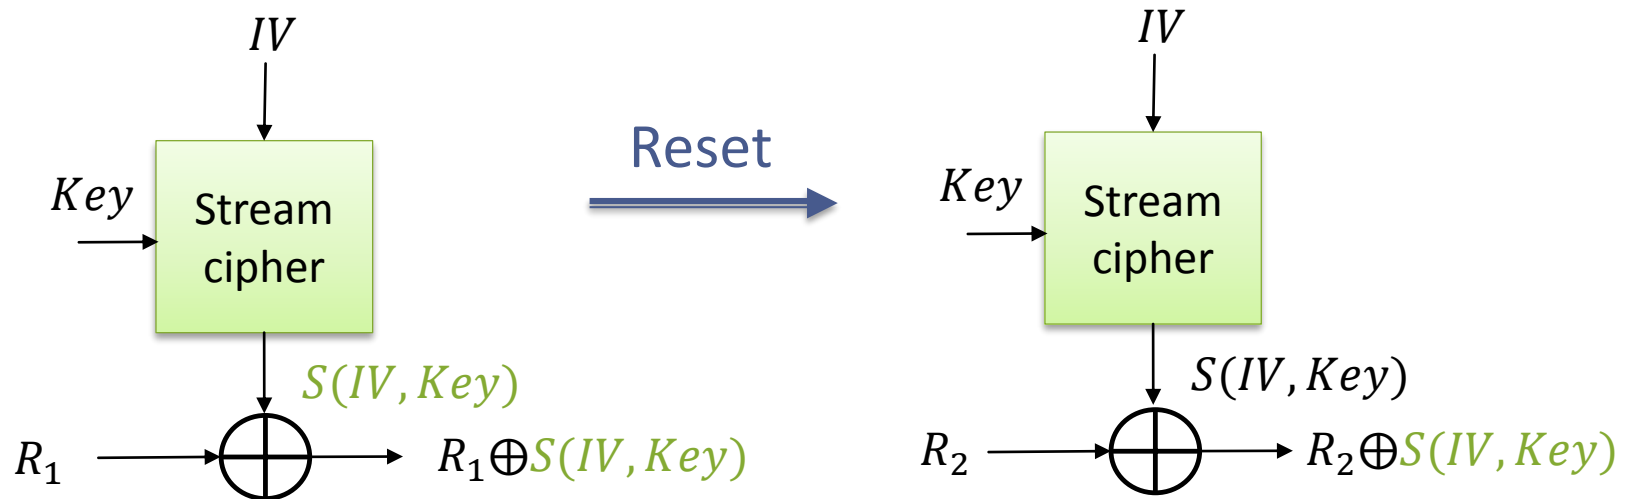 IV
Key
Stream
cipher
S(IV, Key)
R₁
R₁⊕S(IV, Key)
Reset
IV
Key
Stream
cipher
S(IV, Key)
R₂
R₂⊕S(IV, Key)